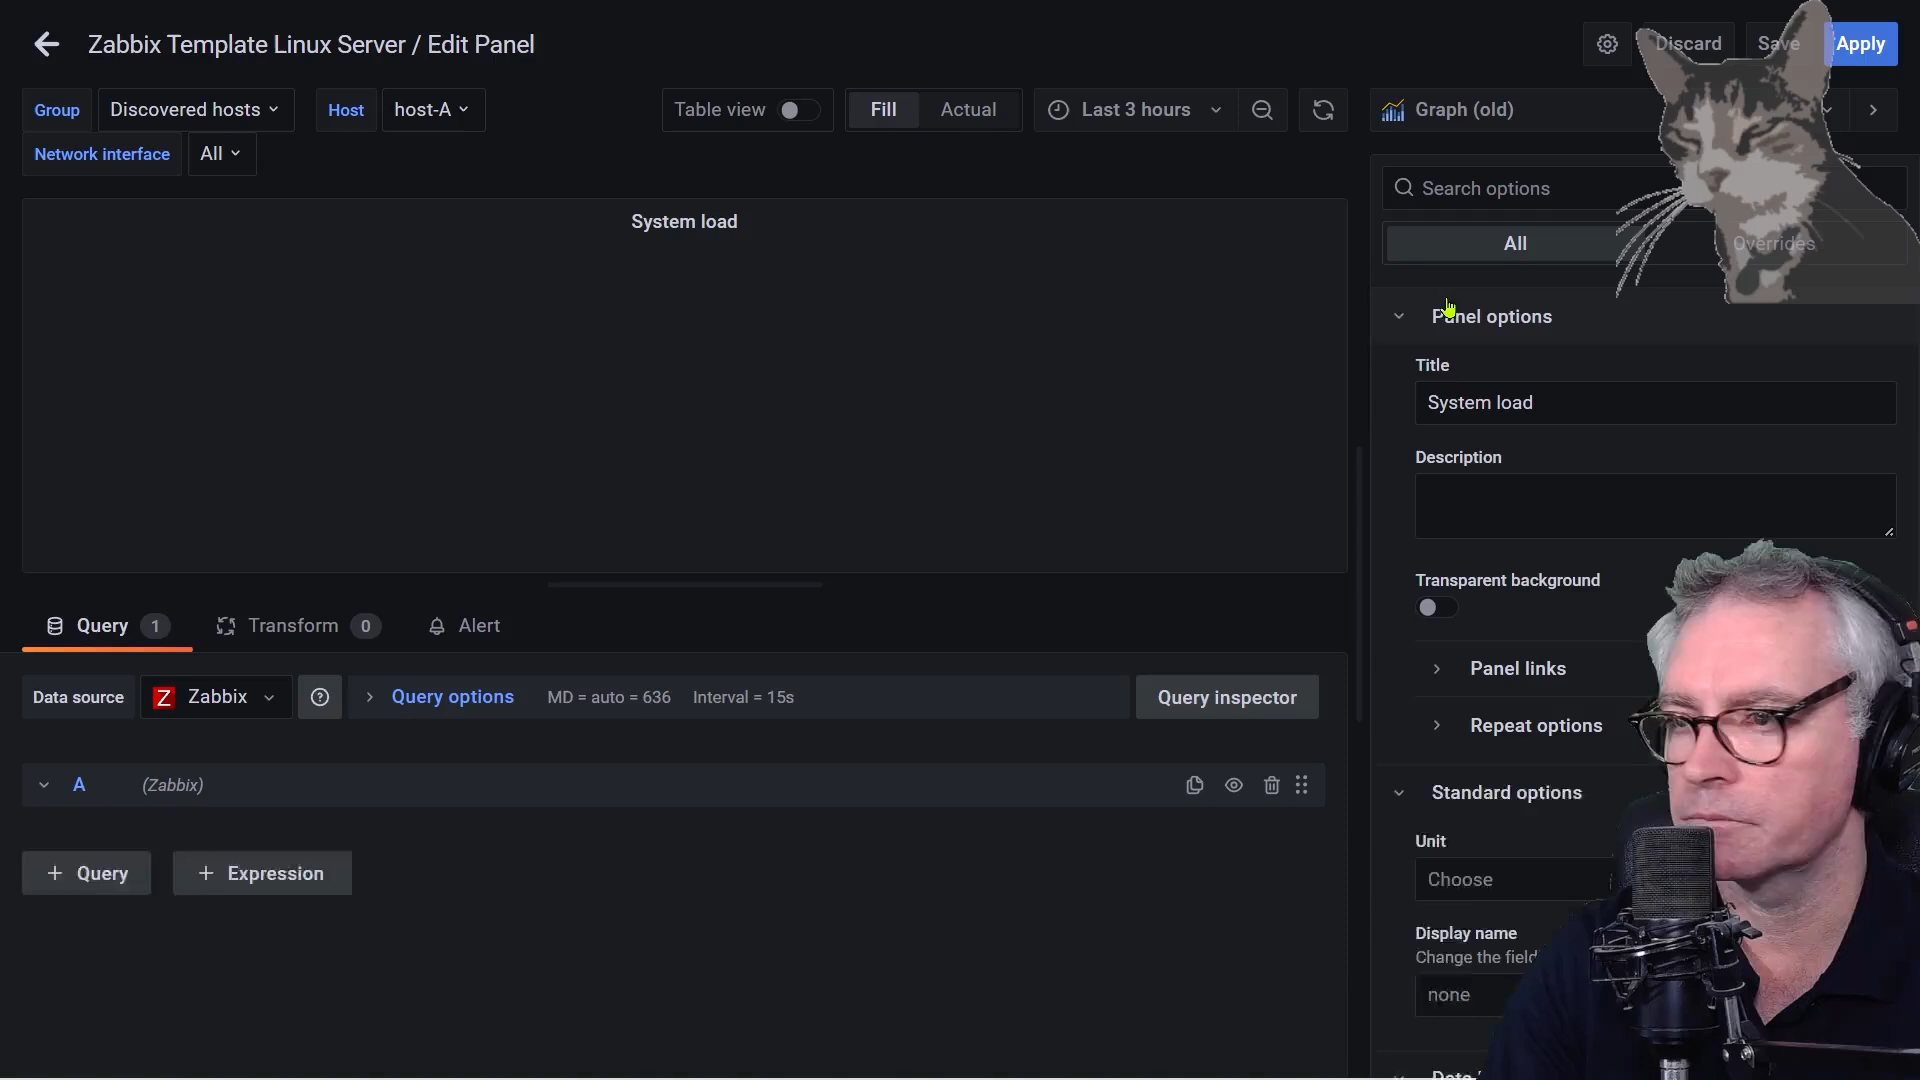 Zabbix Template Linux Server / Edit Panel
Discard
Save
Apply
Group
Discovered hosts
Host
host-A
Table view
Fill
Actual
Last 3 hours
Graph (old)
Network interface
All
Search options
System load
All
Overrides
Panel options
Title
System load
Description
Transparent background
Query 1
Transform 0
Alert
Panel links
Data source
Z Zabbix
Query options
MD = auto = 636
Interval = 15s
Query inspector
Repeat options
A
(Zabbix)
Standard options
Unit
+ Query
+ Expression
Choose
Display name
Change the field
none